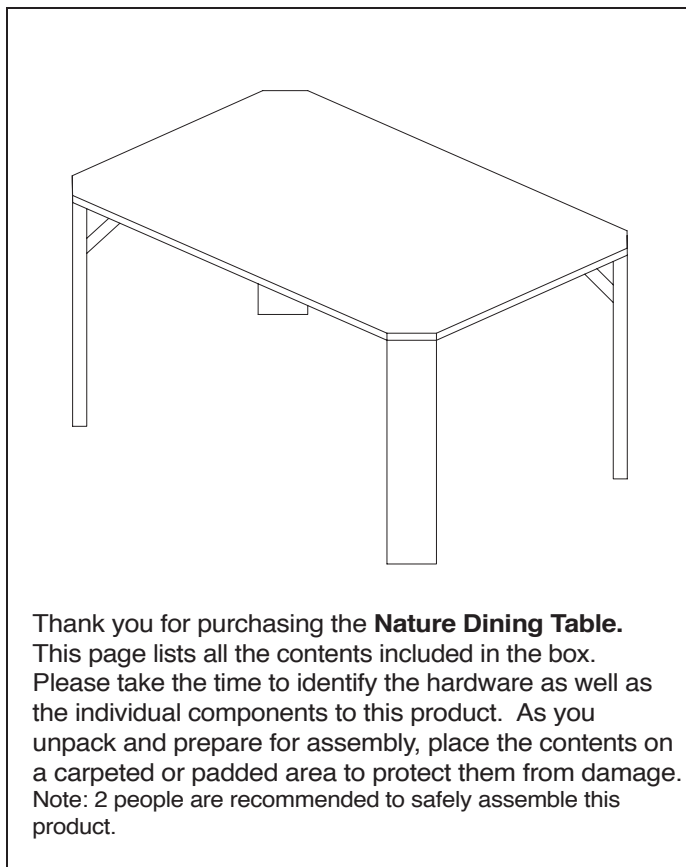 Thank you for purchasing the Nature Dining Table.
This page lists all the contents included in the box.
Please take the time to identify the hardware as well as
the individual components to this product.  As you
unpack and prepare for assembly, place the contents on
a carpeted or padded area to protect them from damage.
Note: 2 people are recommended to safely assemble this
product.